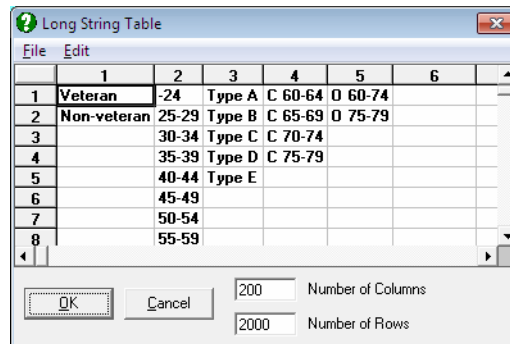 Long String Table
File Edit
1 2 3 4 5 6
1 Veteran -24 Type A C 60-64 O 60-74
2 Non-veteran 25-29 Type B C 65-69 O 75-79
3 30-34 Type C C 70-74
4 35-39 Type D C 75-79
5 40-44 Type E
6 45-49
7 50-54
8 55-59
200 Number of Columns
OK Cancel
2000 Number of Rows